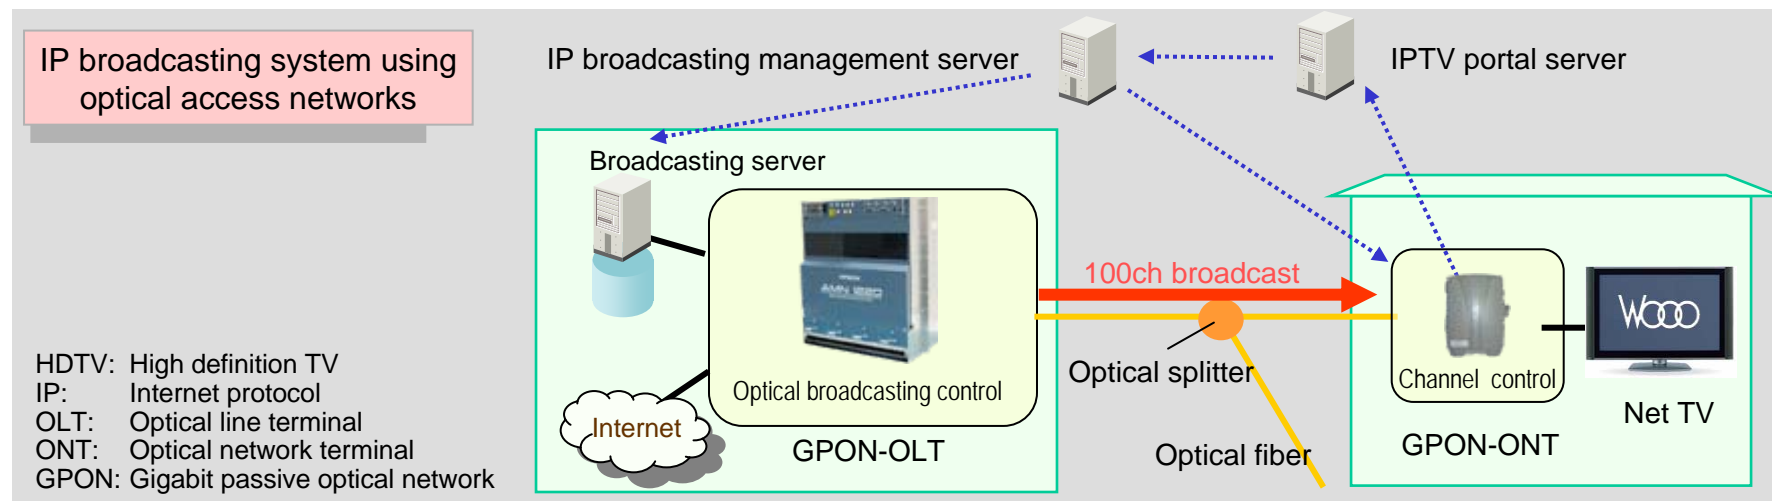 IP broadcasting system using
optical access networks
IP broadcasting management server
IPTV portal server
Broadcasting server
Optical broadcasting control
Internet
GPON-OLT
100ch broadcast
Optical splitter
Optical fiber
Channel control
GPON-ONT
WOOO
Net TV
HDTV: High definition TV
IP: Internet protocol
OLT: Optical line terminal
ONT: Optical network terminal
GPON: Gigabit passive optical network